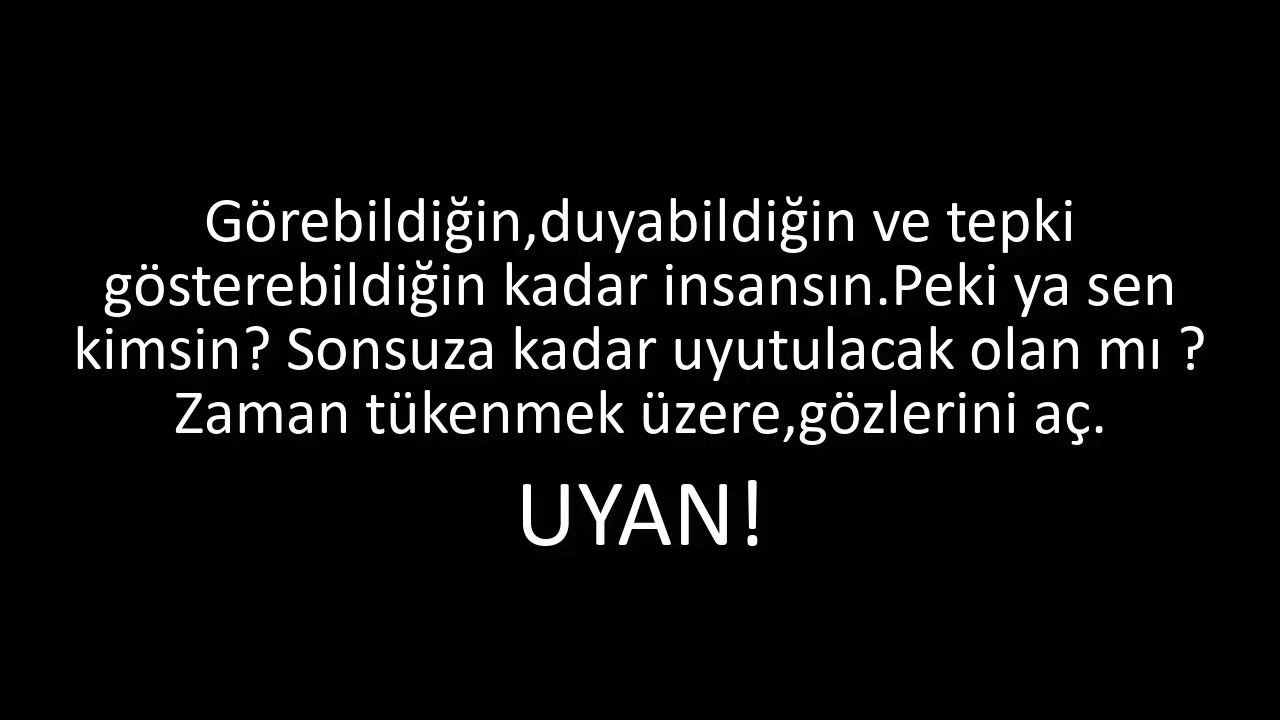 Görebildiğin,duyabildiğin ve tepki
gösterebildiğin kadar insansın.Peki ya sen
kimsin? Sonsuza kadar uyutulacak olan mı ?
Zaman tükenmek üzere,gözlerini aç.
UYAN!